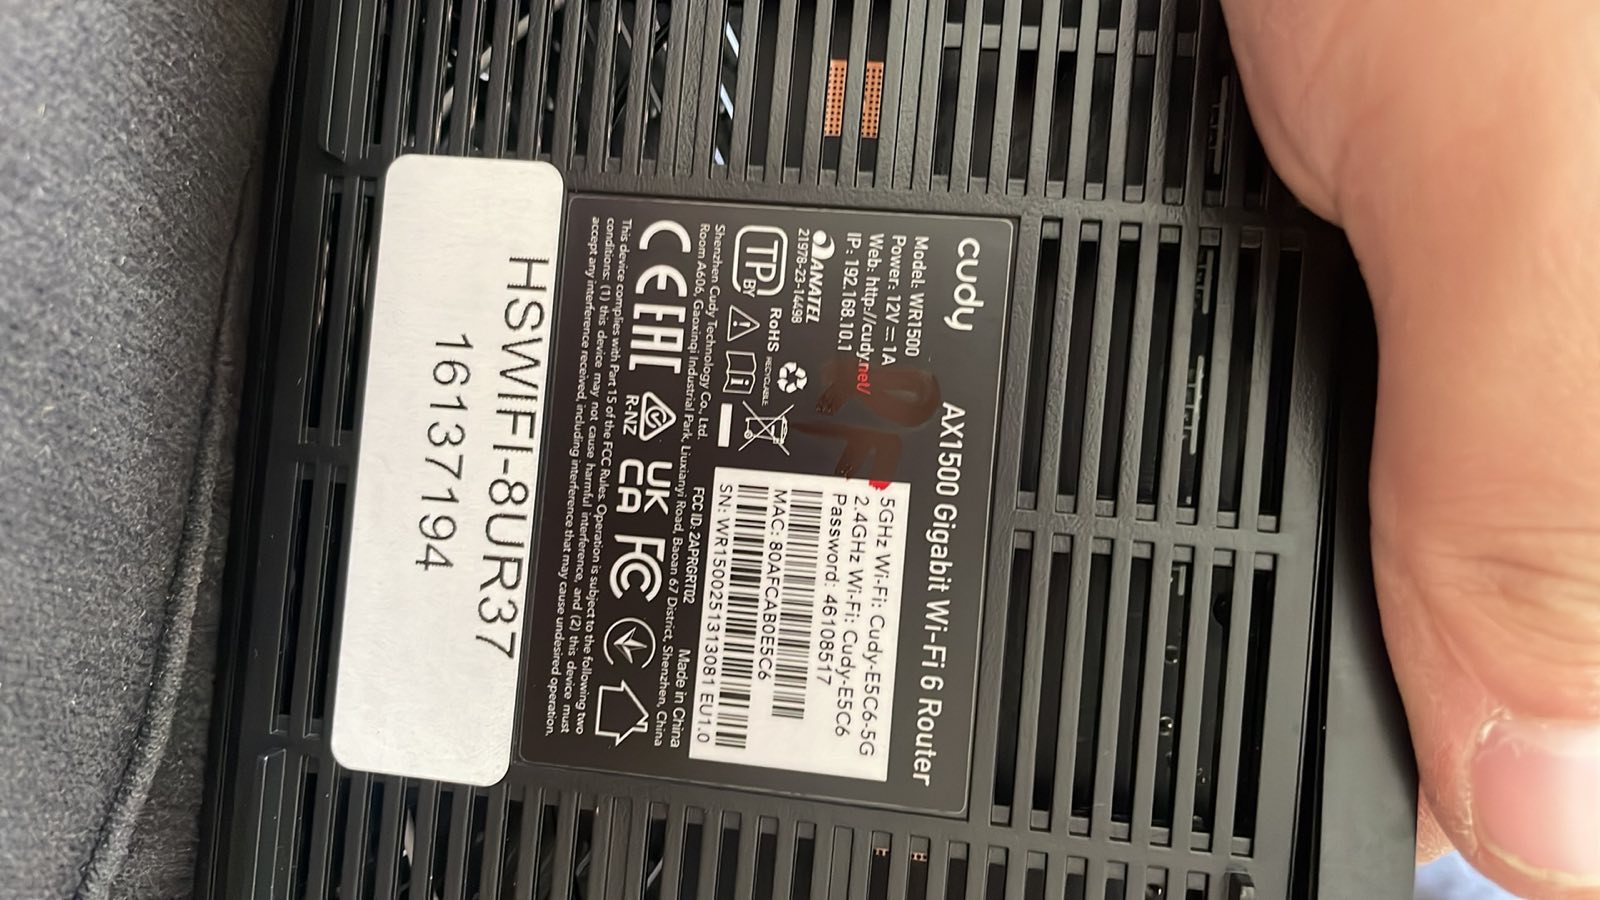 cudy
AX1500 Gigabit Wi-Fi 6 Router
Model: WR1500
Power: 12V⎓1A
Web: http://cudy.net/
IP: 192.168.10.1
ANATEL
21978-23-14498
5GHz Wi-Fi: Cudy-E5C6-5G
2.4GHz Wi-Fi: Cudy-E5C6
Password: 46108517
MAC: 80AFCAB0E5C6
SN: WR1500251313081 EU1.0
TP BY
RoHS
RECYCLABLE
Shenzhen Cudy Technology Co., Ltd.
Room A606, Gaoxinqi Industrial Park, Liuxianyi Road, Baoan 67 District, Shenzhen, China
FCC ID: 2APRGRT02
Made in China
CE EAC R-NZ UK CA FC
This device complies with Part 15 of the FCC Rules. Operation is subject to the following two
conditions: (1) this device may not cause harmful interference, and (2) this device must
accept any interference received, including interference that may cause undesired operation.
HSWIFI-8UR37
16137194